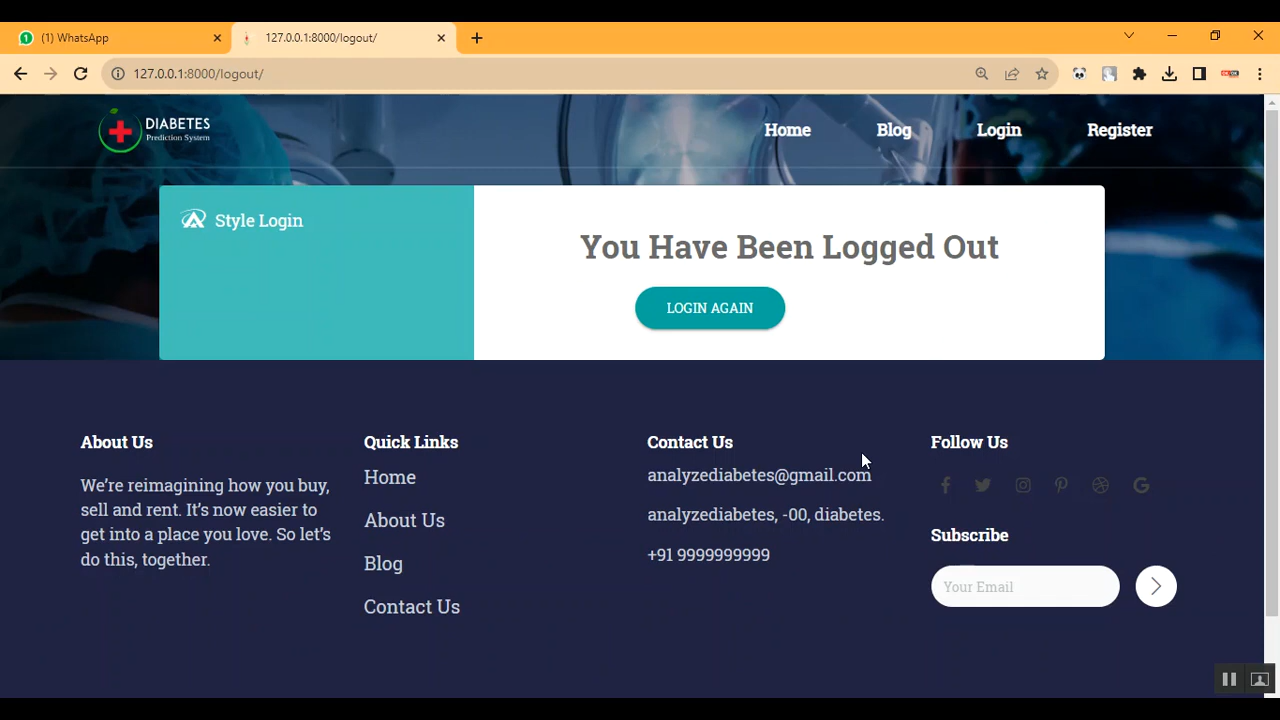 (1) WhatsApp
127.0.0.1:8000/logout/
127.0.0.1:8000/logout/
DIABETES
Prediction System
Home
Blog
Login
Register
Style Login
You Have Been Logged Out
LOGIN AGAIN
About Us
We're reimagining how you buy,
sell and rent. It's now easier to
get into a place you love. So let's
do this, together.
Quick Links
Home
About Us
Blog
Contact Us
Contact Us
analyzediabetes@gmail.com
analyzediabetes, -00, diabetes.
+91 9999999999
Follow Us
Subscribe
Your Email